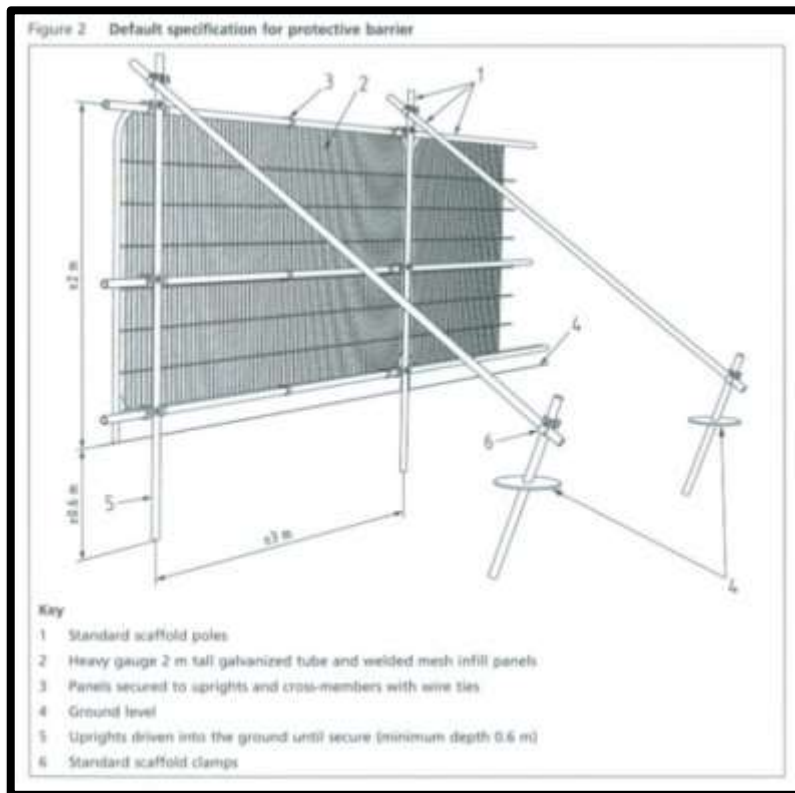 Figure 2 Default specification for protective barrier
1
3
2
≥2 m
4
6
5
≥0.6 m
≤3 m
4
Key
1 Standard scaffold poles
2 Heavy gauge 2 m tall galvanized tube and welded mesh infill panels
3 Panels secured to uprights and cross-members with wire ties
4 Ground level
5 Uprights driven into the ground until secure (minimum depth 0.6 m)
6 Standard scaffold clamps